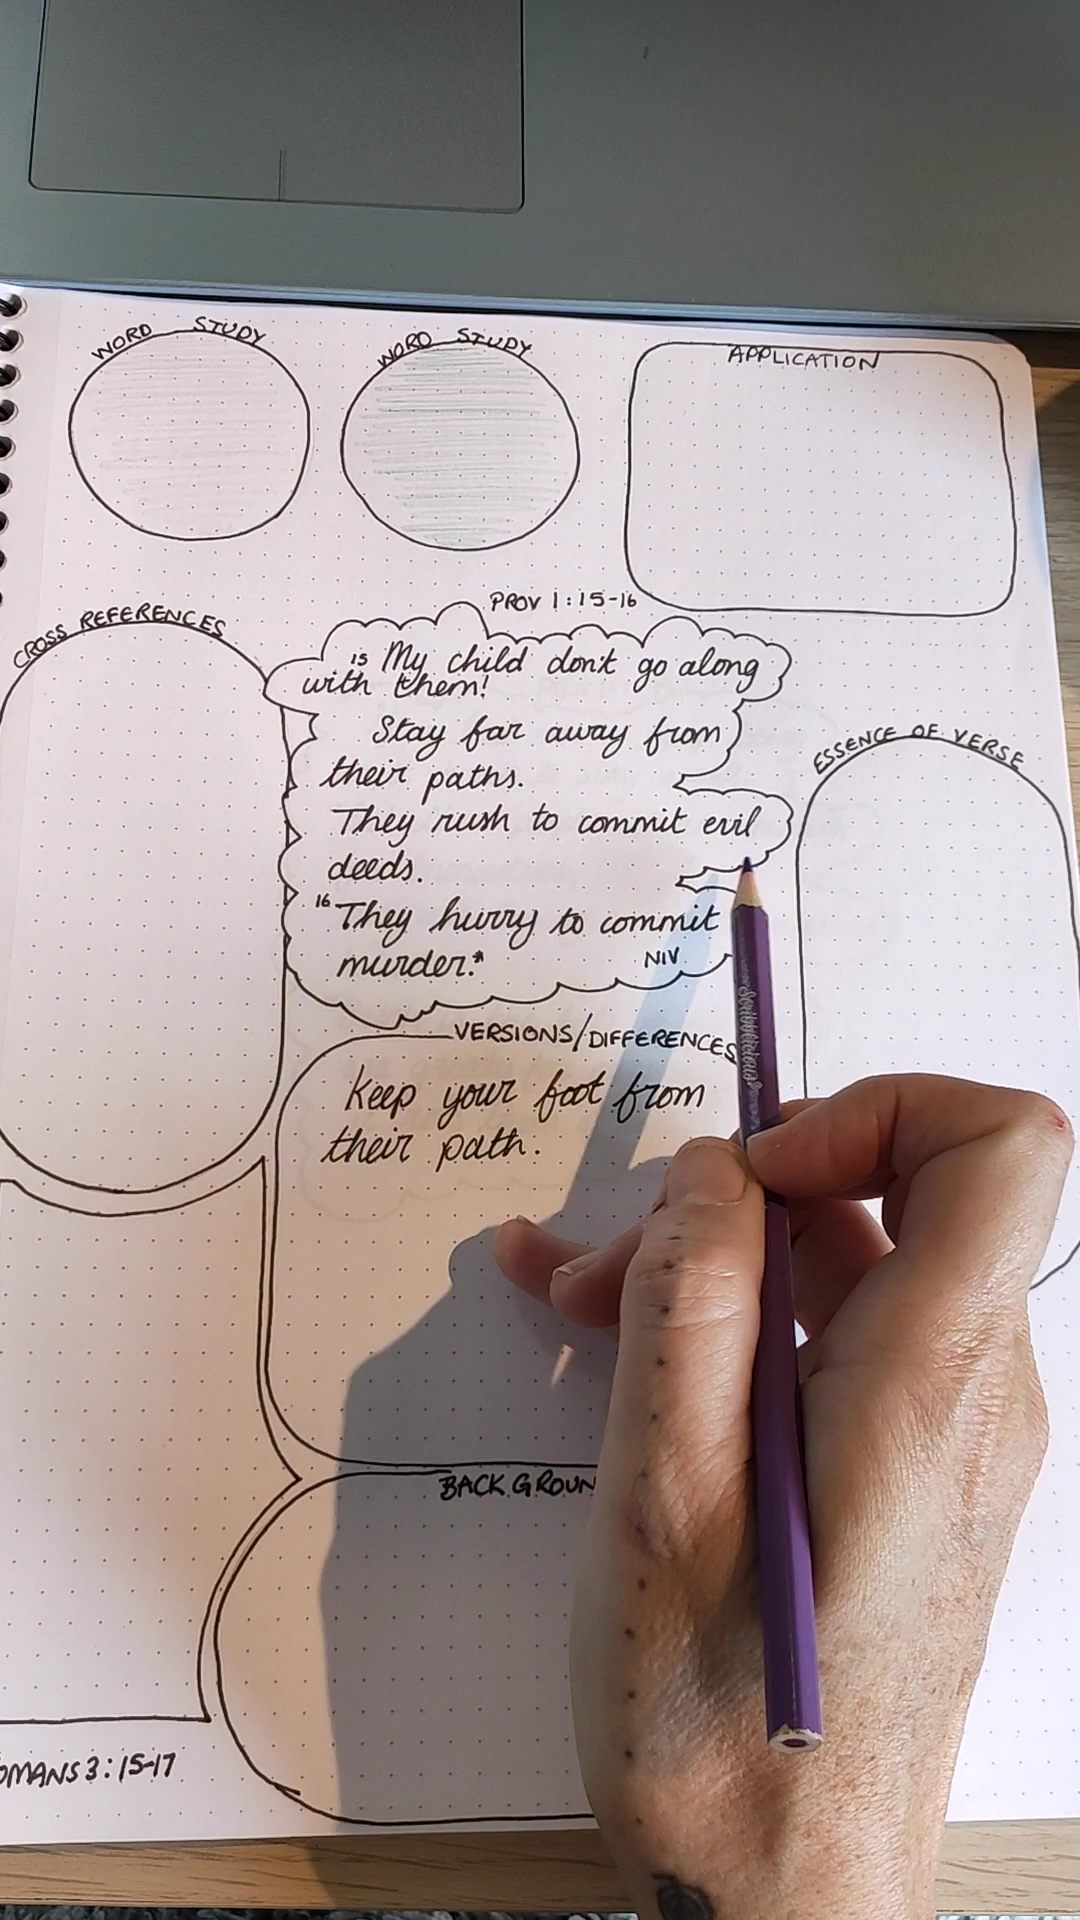 WORD STUDY
WORD STUDY
APPLICATION
CROSS REFERENCES
PROV 1:15-16
15 My child don't go along
with them!
Stay far away from
their paths.
They rush to commit evil
deeds.
16 They hurry to commit
murder.*
NIV
ESSENCE OF VERSE
VERSIONS/DIFFERENCES
Keep your foot from
their path.
BACKGROUN
OMANS 3:15-17
Scribblicious